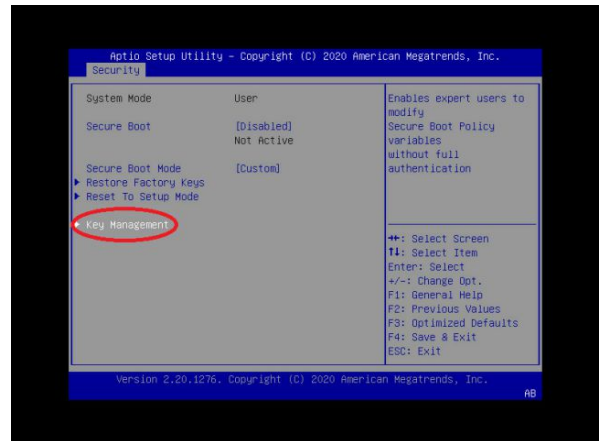 Aptio Setup Utility – Copyright (C) 2020 American Megatrends, Inc.
Security
System Mode User
Secure Boot [Disabled]
Not Active
Secure Boot Mode [Custom]
Restore Factory Keys
Reset To Setup Mode
Key Management
Enables expert users to
modify
Secure Boot Policy
variables
without full
authentication
↔: Select Screen
↑↓: Select Item
Enter: Select
+/-: Change Opt.
F1: General Help
F2: Previous Values
F3: Optimized Defaults
F4: Save & Exit
ESC: Exit
Version 2.20.1276. Copyright (C) 2020 American Megatrends, Inc.
AB